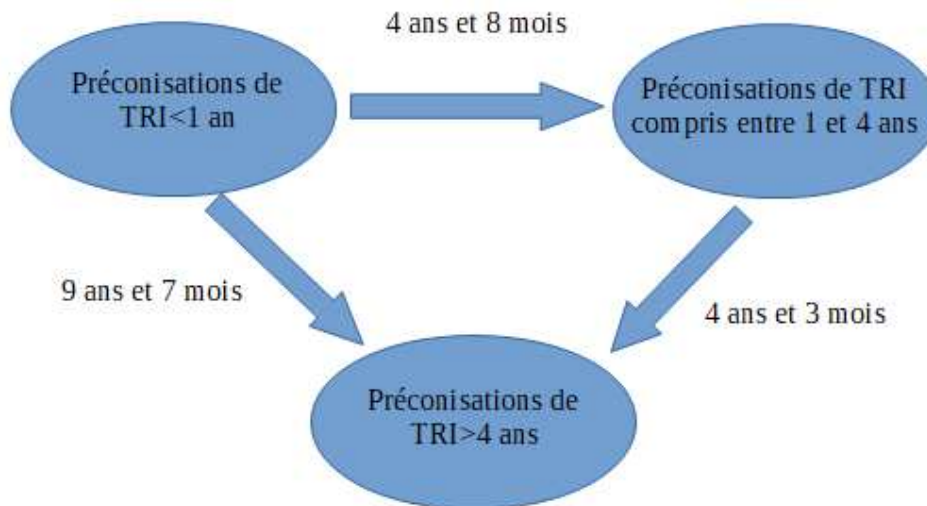 4 ans et 8 mois
Préconisations de
TRI<1 an
Préconisations de TRI
compris entre 1 et 4 ans
9 ans et 7 mois
4 ans et 3 mois
Préconisations de
TRI>4 ans